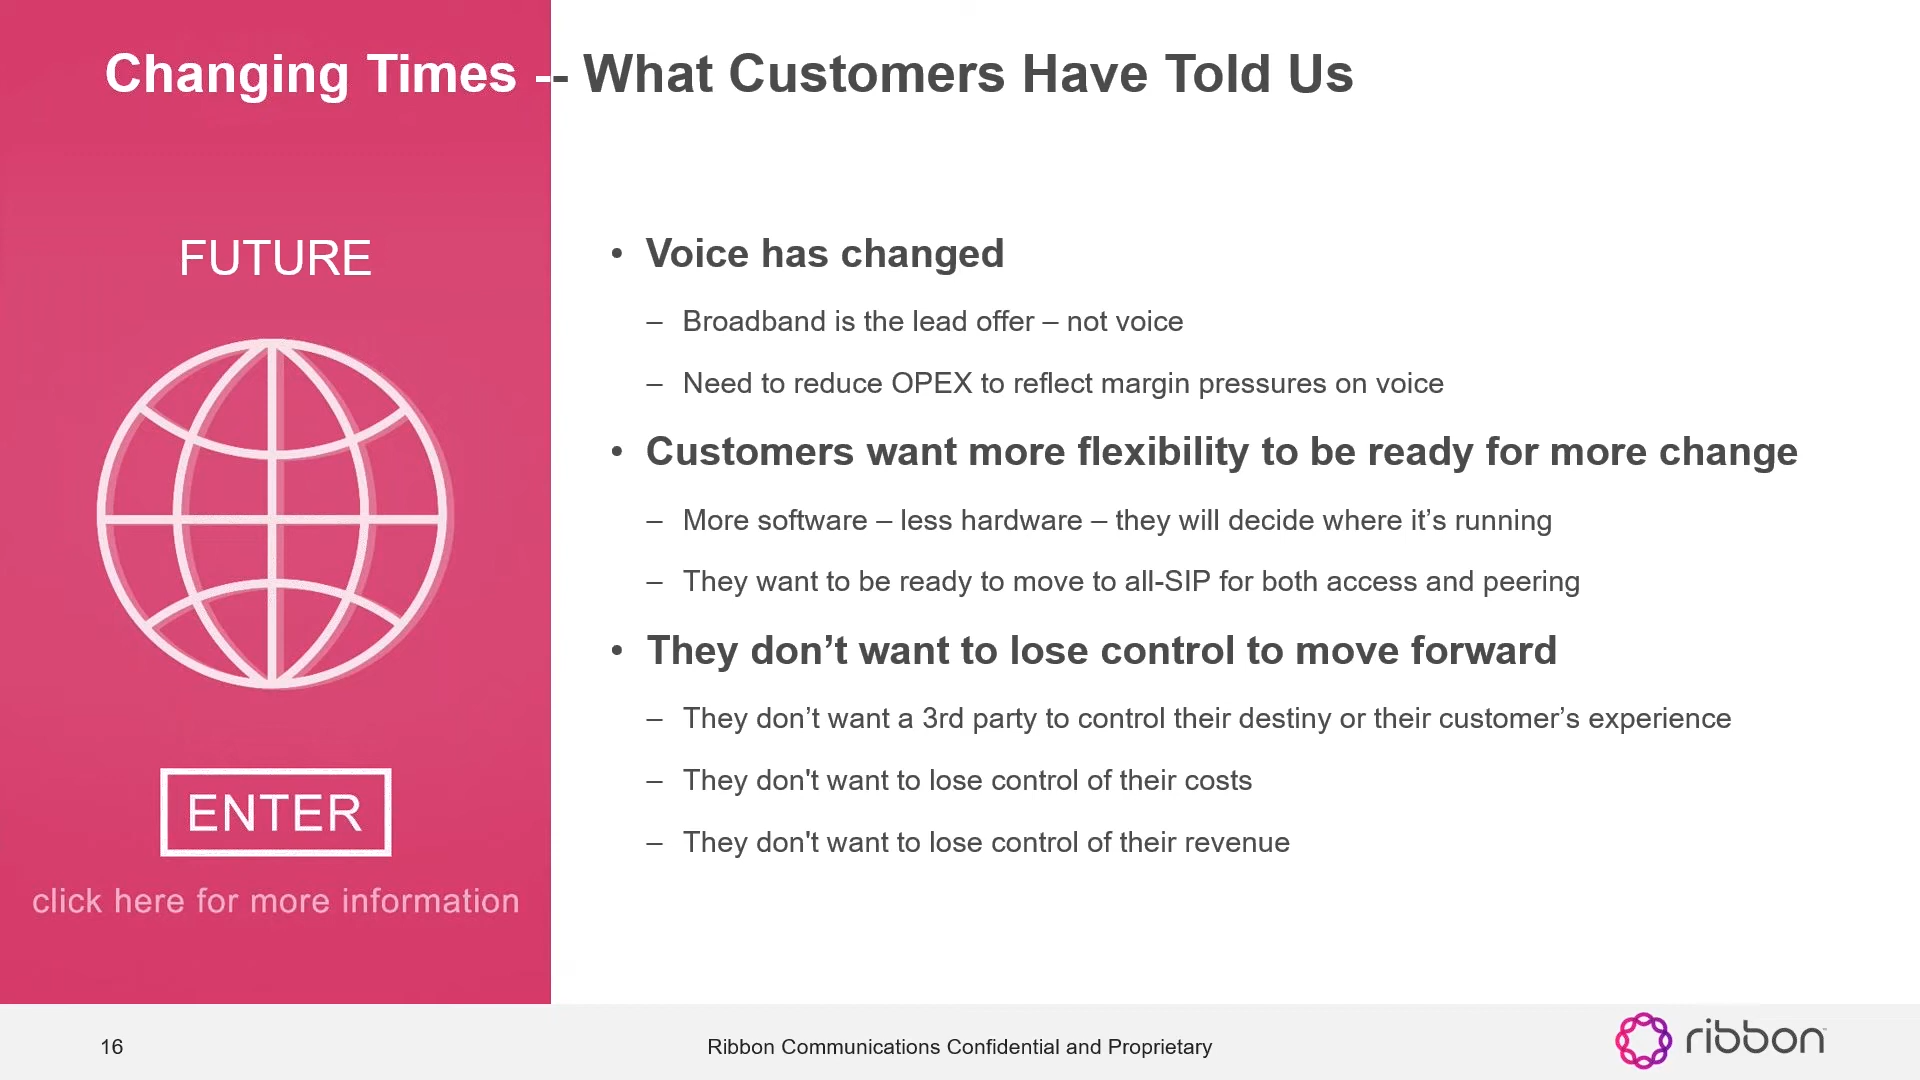 Changing Times -- What Customers Have Told Us
FUTURE
ENTER
click here for more information
• Voice has changed
– Broadband is the lead offer – not voice
– Need to reduce OPEX to reflect margin pressures on voice
• Customers want more flexibility to be ready for more change
– More software – less hardware – they will decide where it’s running
– They want to be ready to move to all-SIP for both access and peering
• They don’t want to lose control to move forward
– They don’t want a 3rd party to control their destiny or their customer’s experience
– They don't want to lose control of their costs
– They don't want to lose control of their revenue
16
Ribbon Communications Confidential and Proprietary
ribbon